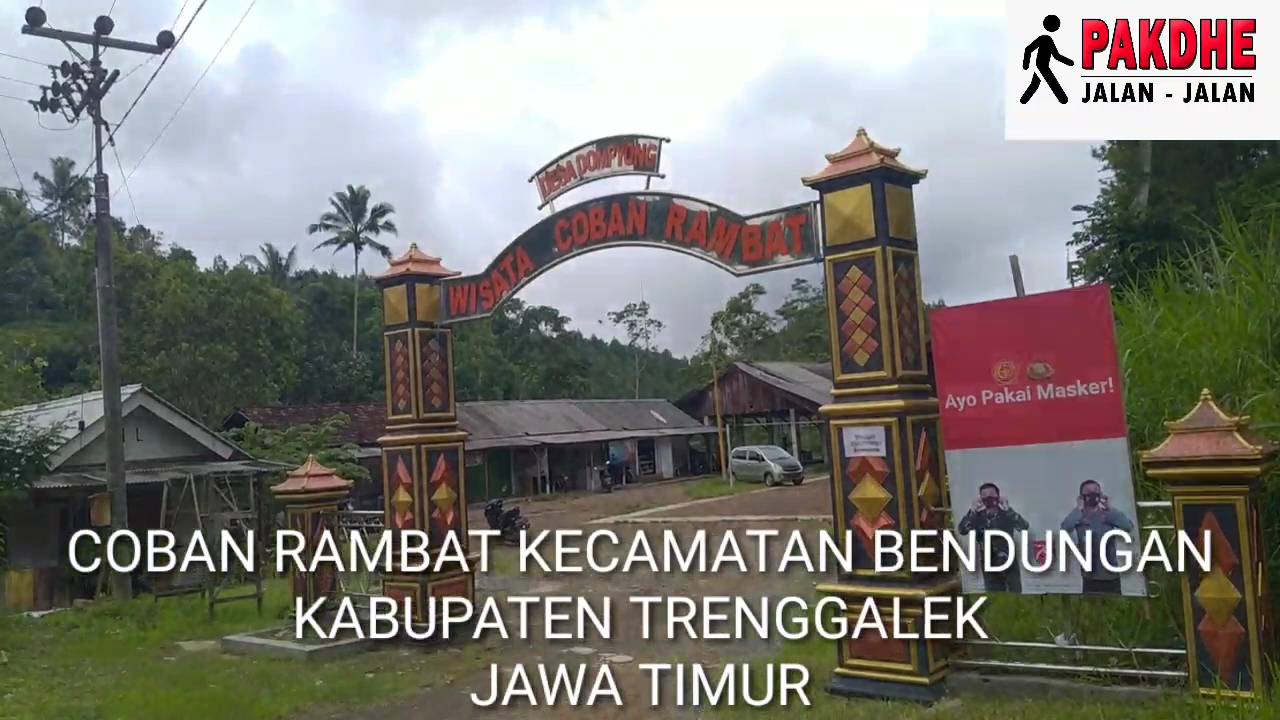 PAKDHE
JALAN - JALAN
DESA DOMPYONG
WISATA COBAN RAMBAT
Ayo Pakai Masker!
COBAN RAMBAT KECAMATAN BENDUNGAN
KABUPATEN TRENGGALEK
JAWA TIMUR